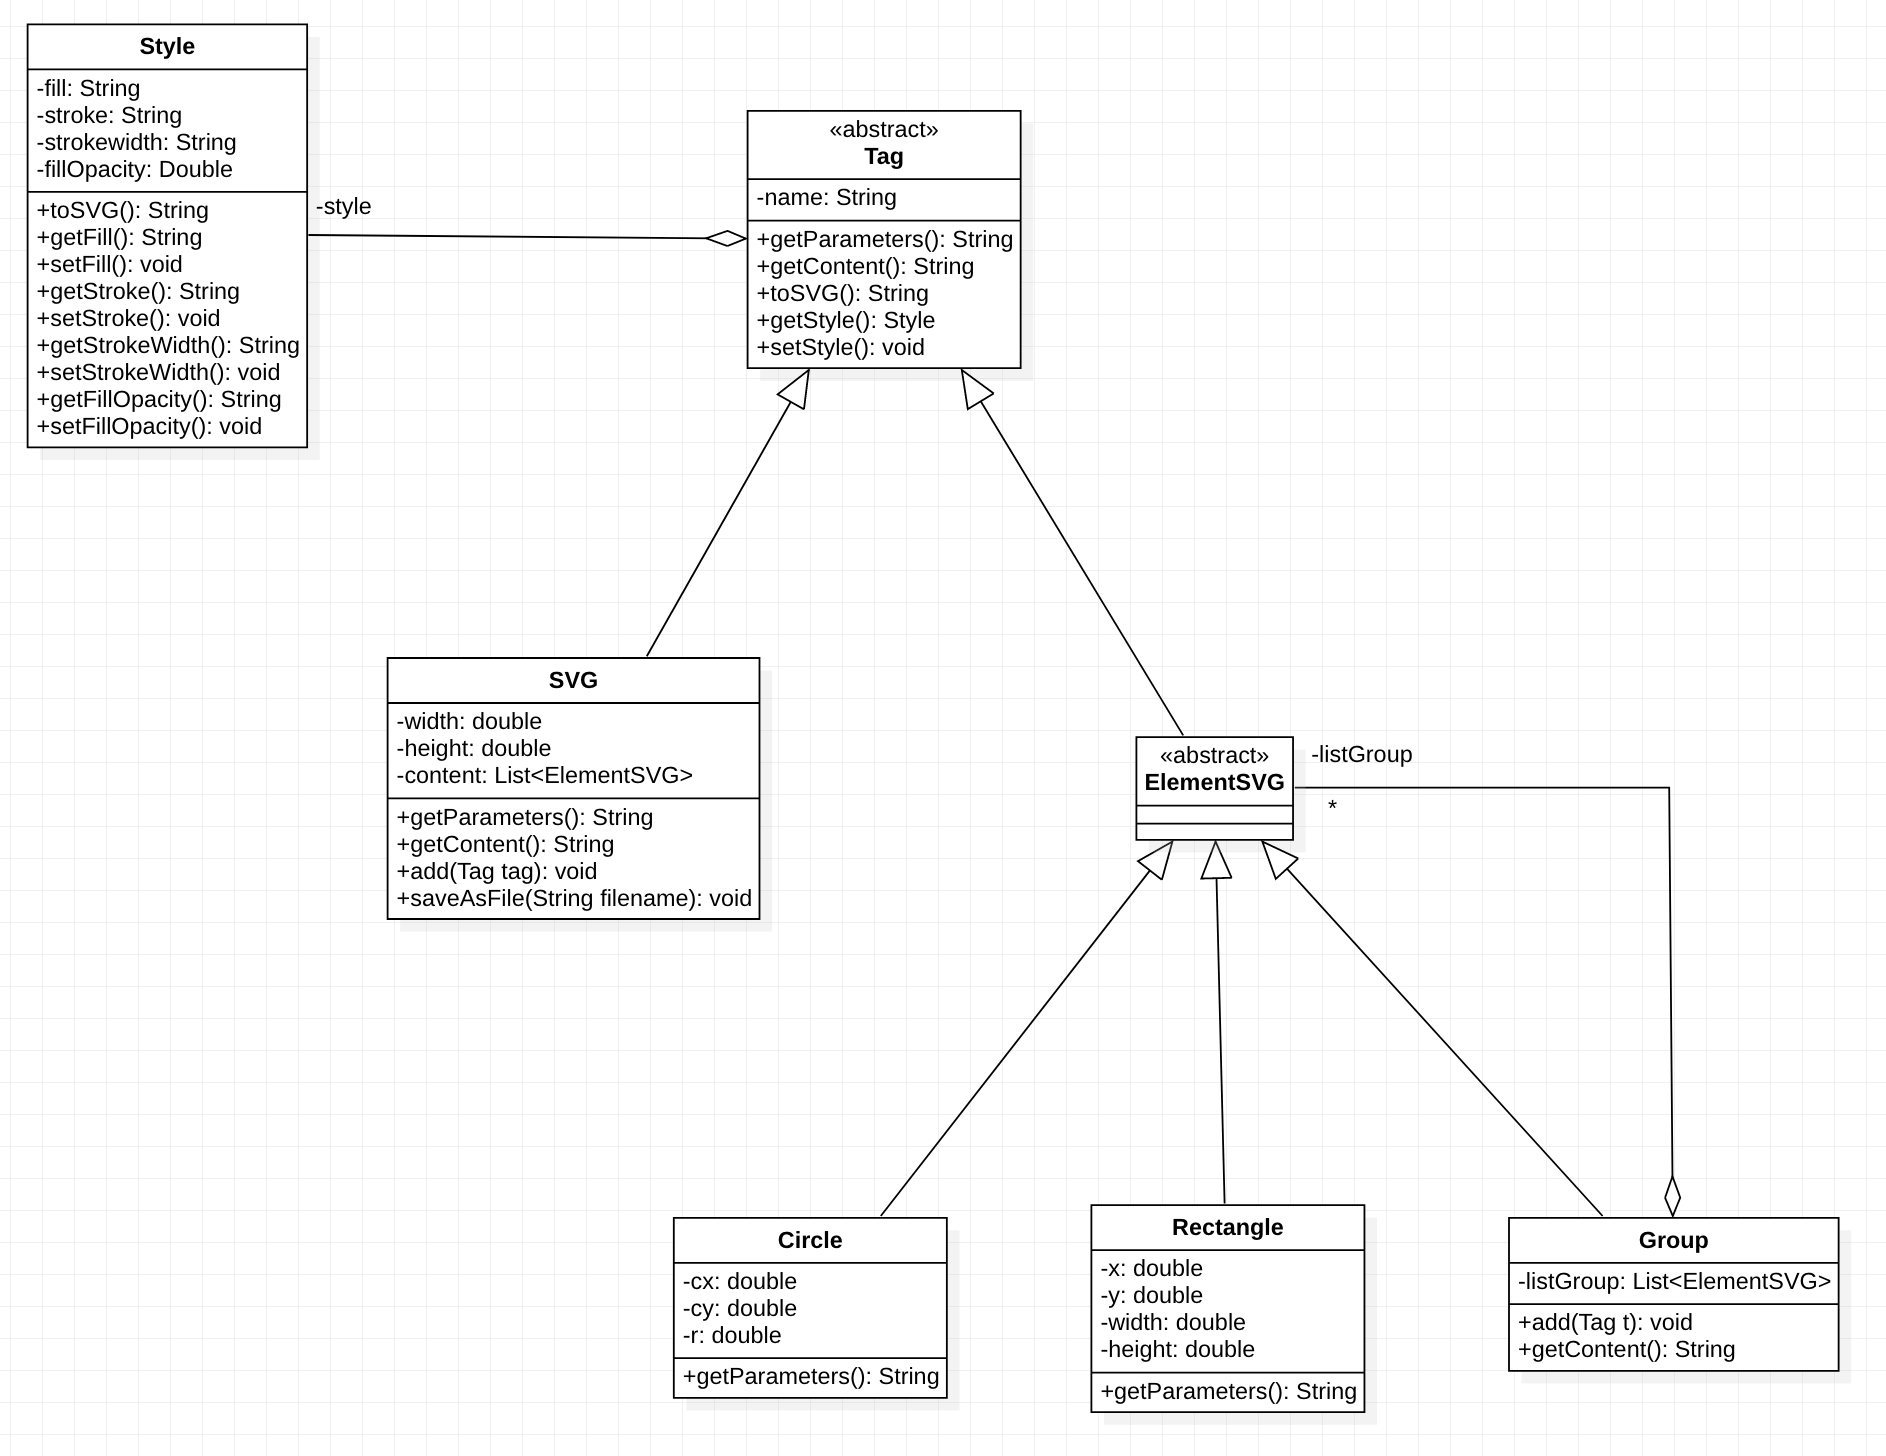 Style
-fill: String
-stroke: String
-strokewidth: String
-fillOpacity: Double
+toSVG(): String
+getFill(): String
+setFill(): void
+getStroke(): String
+setStroke(): void
+getStrokeWidth(): String
+setStrokeWidth(): void
+getFillOpacity(): String
+setFillOpacity(): void
-style
«abstract»
Tag
-name: String
+getParameters(): String
+getContent(): String
+toSVG(): String
+getStyle(): Style
+setStyle(): void
SVG
-width: double
-height: double
-content: List<ElementSVG>
+getParameters(): String
+getContent(): String
+add(Tag tag): void
+saveAsFile(String filename): void
«abstract»
ElementSVG
-listGroup
*
Circle
-cx: double
-cy: double
-r: double
+getParameters(): String
Rectangle
-x: double
-y: double
-width: double
-height: double
+getParameters(): String
Group
-listGroup: List<ElementSVG>
+add(Tag t): void
+getContent(): String